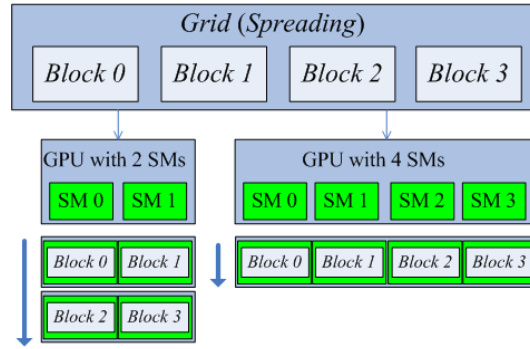 Grid (Spreading)
Block 0 Block 1 Block 2 Block 3
GPU with 2 SMs
SM 0 SM 1
Block 0 Block 1
Block 2 Block 3
GPU with 4 SMs
SM 0 SM 1 SM 2 SM 3
Block 0 Block 1 Block 2 Block 3